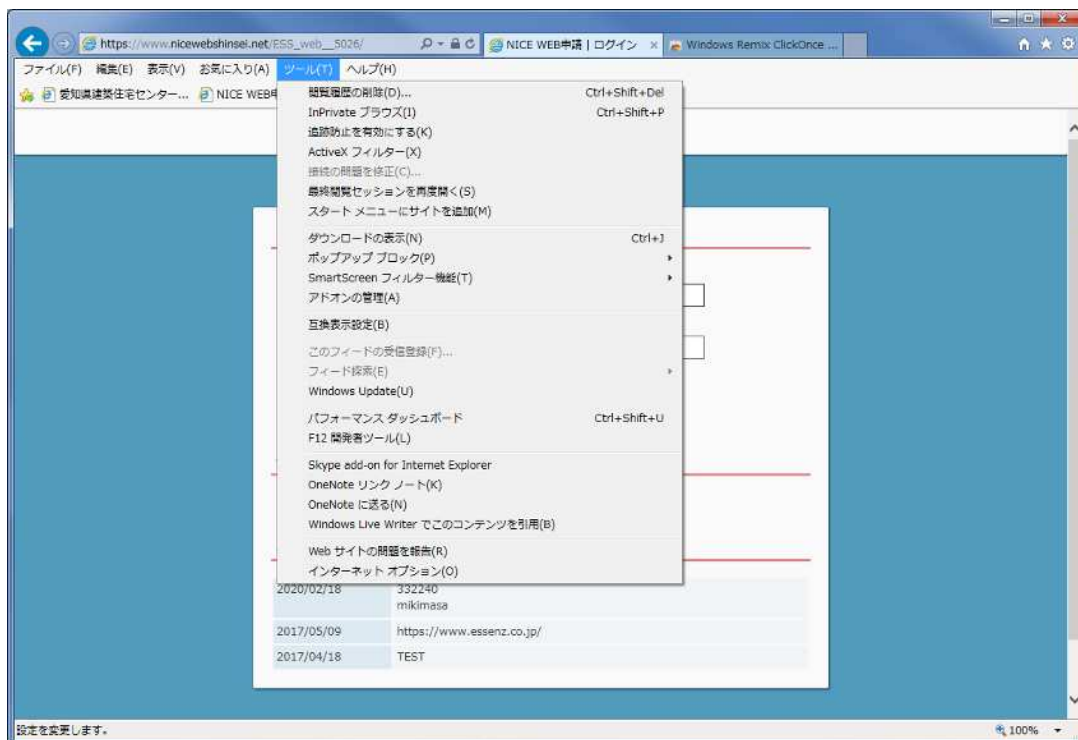 https://www.nicewebshinsei.net/ESS_web__5026/
NICE WEB申請 | ログイン ×
Windows Remix ClickOnce ...
ファイル(F) 編集(E) 表示(V) お気に入り(A) ツール(T) ヘルプ(H)
愛知県建築住宅センター... NICE WEB
閲覧履歴の削除(D)... Ctrl+Shift+Del
InPrivate ブラウズ(I) Ctrl+Shift+P
追跡防止を有効にする(K)
ActiveX フィルター(X)
接続の問題を修正(C)...
最終閲覧セッションを再度開く(S)
スタート メニューにサイトを追加(M)
ダウンロードの表示(N) Ctrl+J
ポップアップ ブロック(P)
SmartScreen フィルター機能(T)
アドオンの管理(A)
互換表示設定(B)
このフィードの受信登録(F)...
フィード探索(E)
Windows Update(U)
パフォーマンス ダッシュボード Ctrl+Shift+U
F12 開発者ツール(L)
Skype add-on for Internet Explorer
OneNote リンク ノート(K)
OneNote に送る(N)
Windows Live Writer でこのコンテンツを引用(B)
Web サイトの問題を報告(R)
インターネット オプション(O)
2020/02/18 332240
mikimasa
2017/05/09 https://www.essenz.co.jp/
2017/04/18 TEST
設定を変更します。 100%